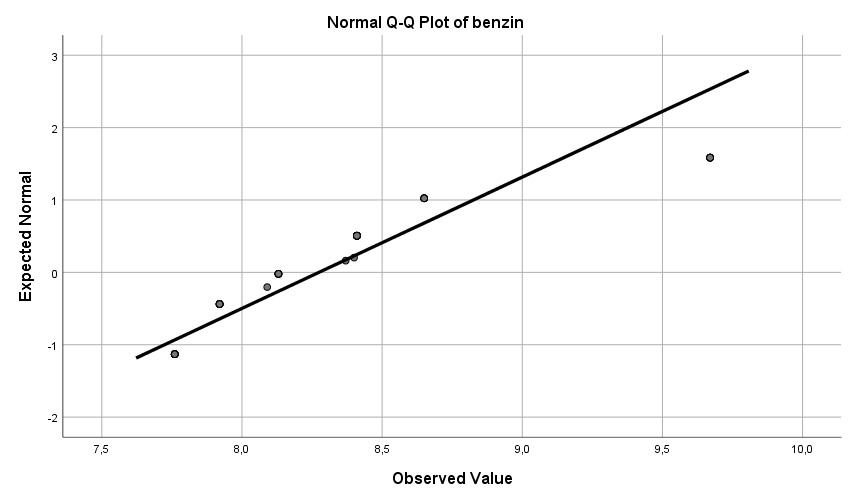 Normal Q-Q Plot of benzin
Expected Normal
3
2
1
0
-1
-2
7,5 8,0 8,5 9,0 9,5 10,0
Observed Value